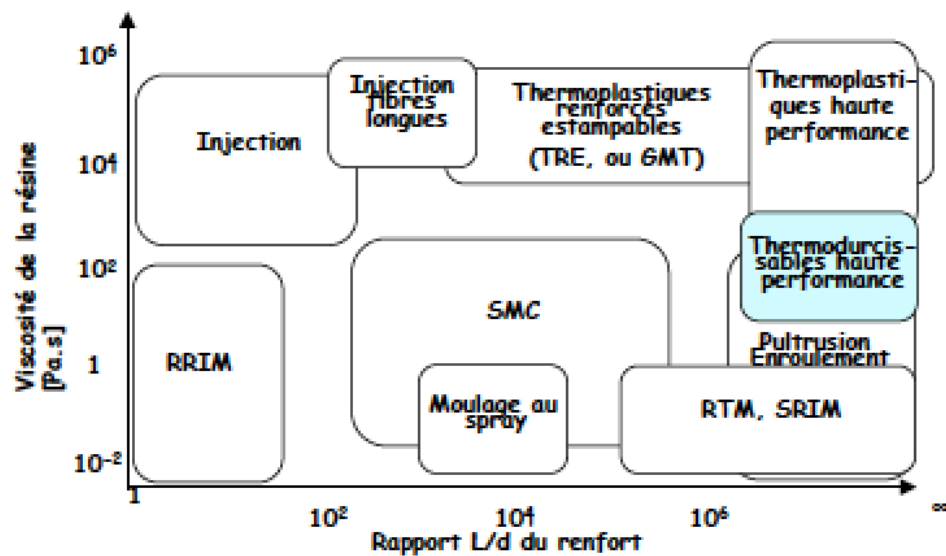 10⁶
10⁴
10²
1
10⁻²
Viscosité de la résine
[Pa.s]
Injection
Injection
fibres
longues
Thermoplastiques
renforcés
estampables
(TRE, ou GMT)
Thermoplasti-
ques haute
performance
Thermodurcis-
sables haute
performance
SMC
RRIM
Pultrusion
Enroulement
Moulage au
spray
RTM, SRIM
1
10²
10⁴
10⁶
∞
Rapport L/d du renfort